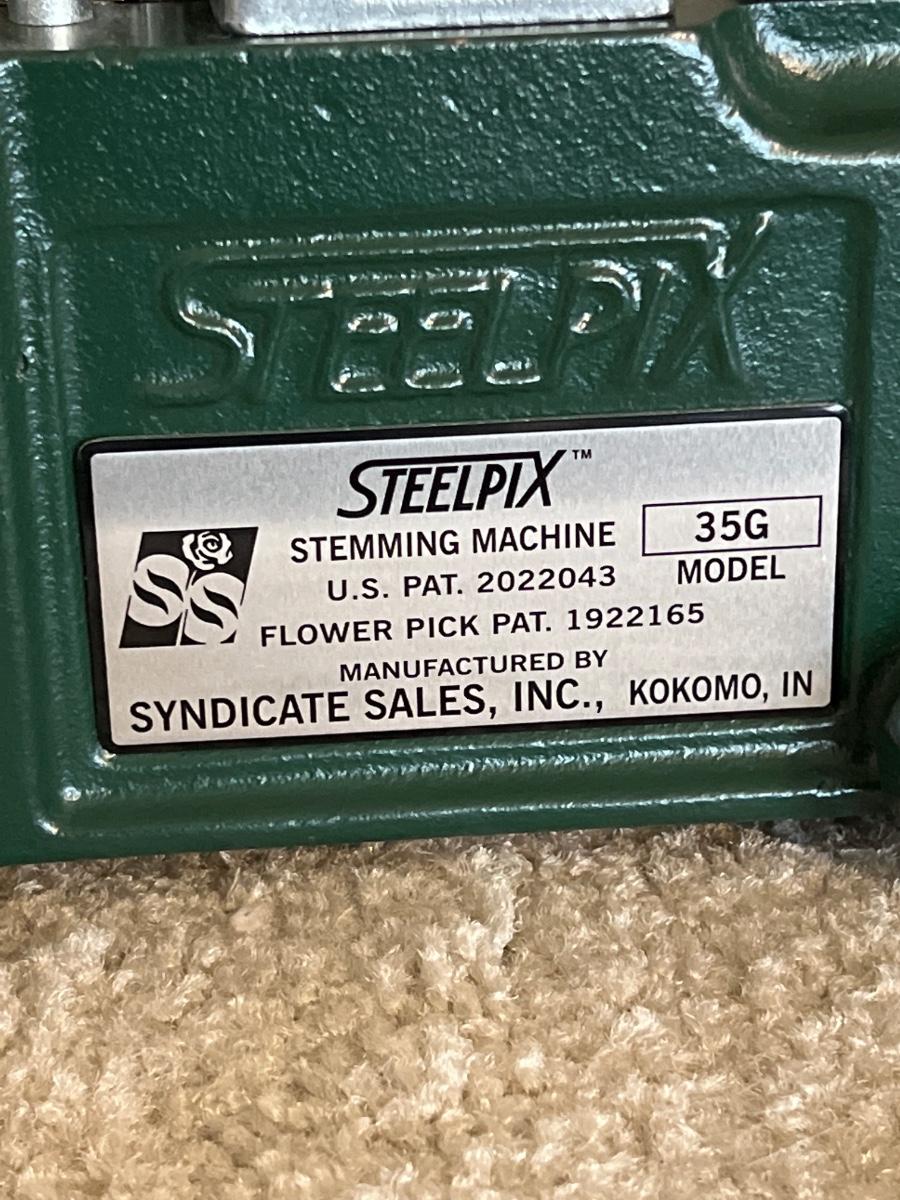 STEELPIX
STEELPIX™
STEMMING MACHINE
35G
MODEL
U.S. PAT. 2022043
FLOWER PICK PAT. 1922165
SS
MANUFACTURED BY
SYNDICATE SALES, INC., KOKOMO, IN